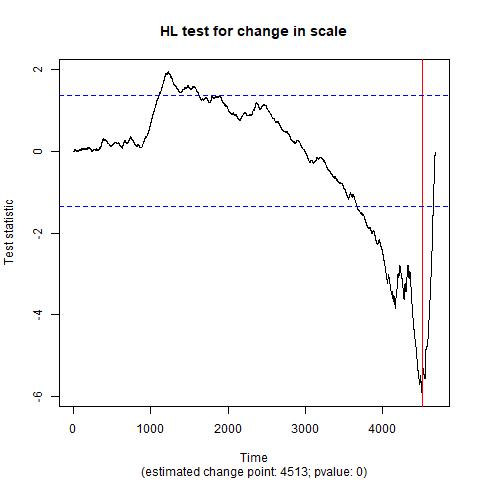 HL test for change in scale
Test statistic
2
0
-2
-4
-6
0 1000 2000 3000 4000
Time
(estimated change point: 4513; pvalue: 0)